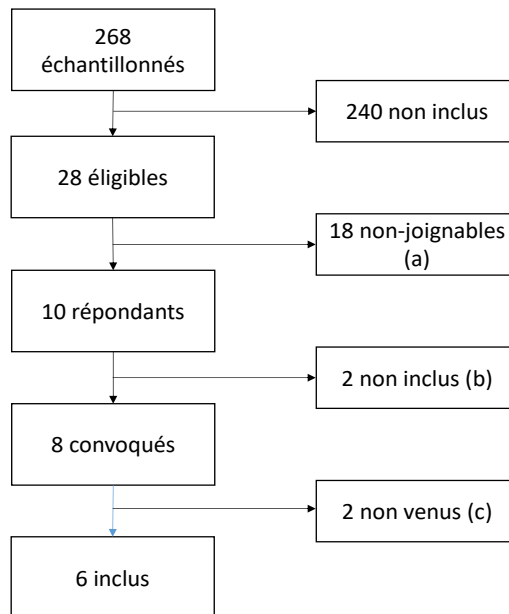 268
échantillonnés
240 non inclus
28 éligibles
18 non-joignables
(a)
10 répondants
2 non inclus (b)
8 convoqués
2 non venus (c)
6 inclus